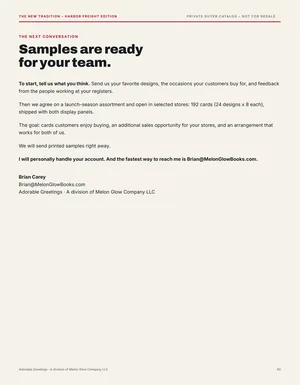 THE NEW TRADITION • HARBOR FREIGHT EDITION
PRIVATE BUYER CATALOG • NOT FOR RESALE
THE NEXT CONVERSATION
Samples are ready
for your team.
To start, tell us what you think. Send your favorite designs, the occasions your customers buy for, and feedback
from the people working at your registers.
Then we agree on a launch-season assortment and open in selected stores: 192 cards (24 designs x 8 each),
shipped with both display panels.
The goal: cards customers enjoy buying, an additional sales opportunity for your stores, and an arrangement that
works for both of us.
We will send printed samples right away.
I will personally handle your account. And the fastest way to reach me is Brian@MelonGlowBooks.com.
Brian Carey
Brian@MelonGlowBooks.com
Adorable Greetings · A division of Melon Glow Company LLC
Adorable Greetings · A division of Melon Glow Company LLC